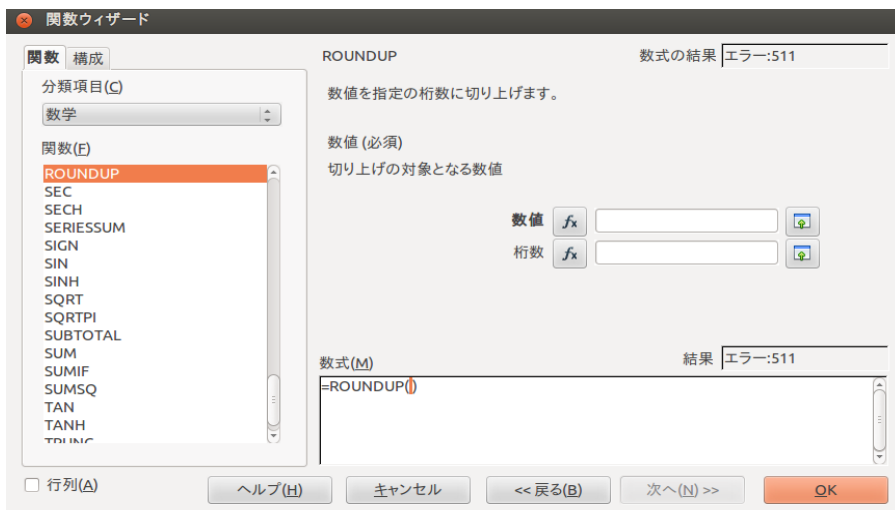 関数ウィザード
関数 構成
分類項目(C)
数学
関数(F)
ROUNDUP
SEC
SECH
SERIESSUM
SIGN
SIN
SINH
SQRT
SQRTPI
SUBTOTAL
SUM
SUMIF
SUMSQ
TAN
TANH
TRUNC
ROUNDUP
数式の結果 エラー:511
数値を指定の桁数に切り上げます。
数値 (必須)
切り上げの対象となる数値
数値 fx
桁数 fx
数式(M)
結果 エラー:511
=ROUNDUP()
行列(A)
ヘルプ(H) キャンセル << 戻る(B) 次へ(N) >> OK